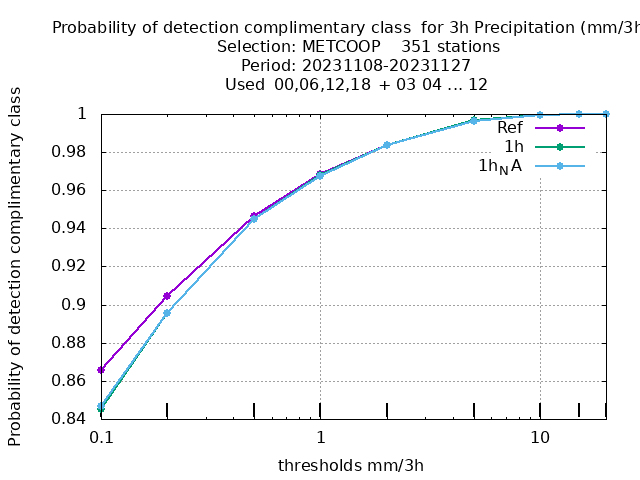 Probability of detection complimentary class  for 3h Precipitation (mm/3h
Selection: METCOOP    351 stations
Period: 20231108-20231127
Used  00,06,12,18 + 03 04 ... 12
Probability of detection complimentary class
1
0.98
0.96
0.94
0.92
0.9
0.88
0.86
0.84
Ref
1h
1h_NA
0.1
1
10
thresholds mm/3h